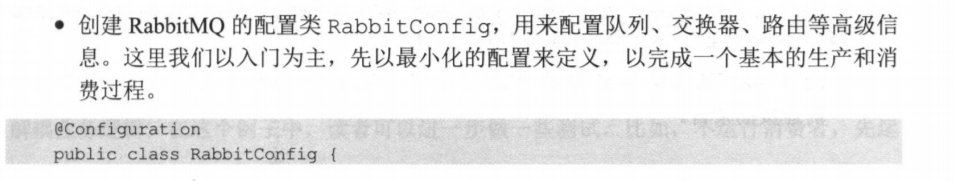 • 创建 RabbitMQ 的配置类 RabbitConfig，用来配置队列、交换器、路由等高级信
息。这里我们以入门为主，先以最小化的配置来定义，以完成一个基本的生产和消
费过程。
@Configuration
public class RabbitConfig {